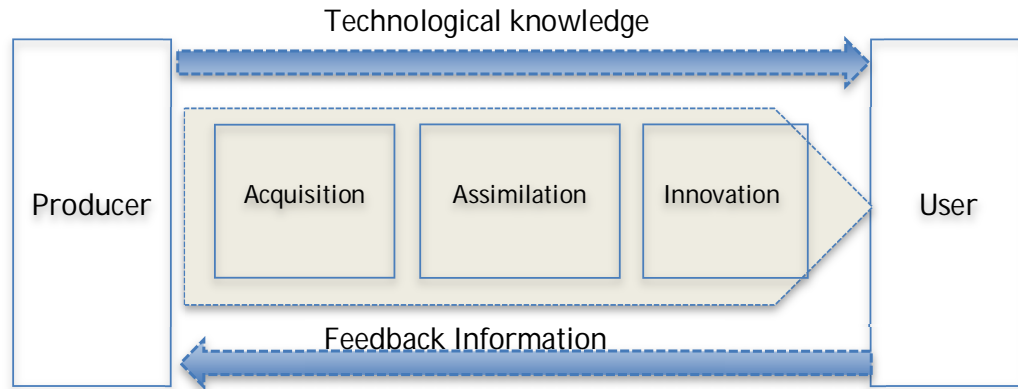 Technological knowledge
Producer
Acquisition
Assimilation
Innovation
User
Feedback Information